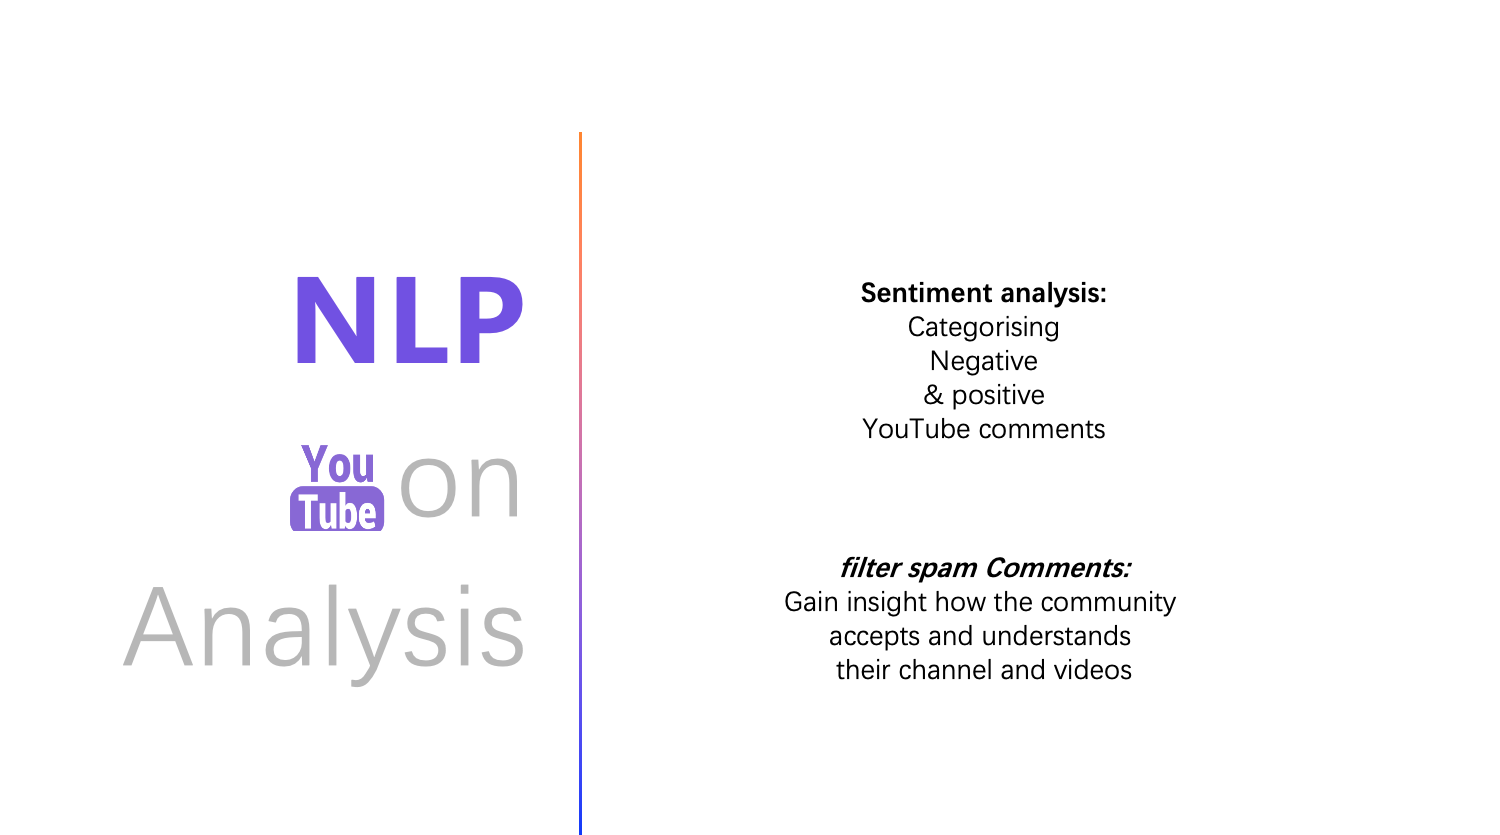 NLP
You
Tube
on
Analysis
Sentiment analysis:
Categorising
Negative
& positive
YouTube comments
filter spam Comments:
Gain insight how the community
accepts and understands
their channel and videos